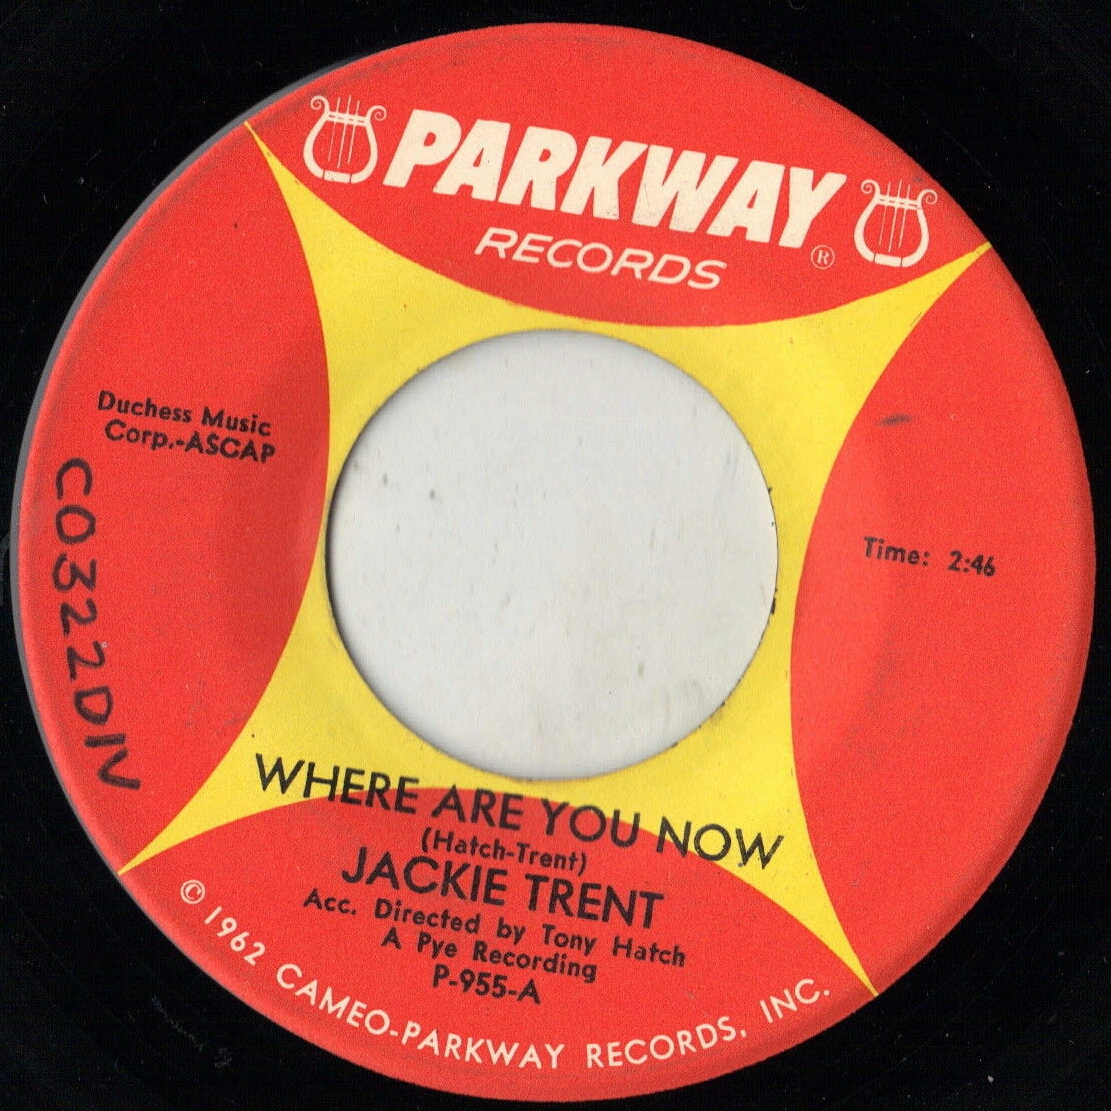 PARKWAY
RECORDS ®
Duchess Music
Corp.-ASCAP
CO322DIV
Time: 2:46
WHERE ARE YOU NOW
(Hatch-Trent)
JACKIE TRENT
Acc. Directed by Tony Hatch
A Pye Recording
P-955-A
© 1962 CAMEO-PARKWAY RECORDS, INC.